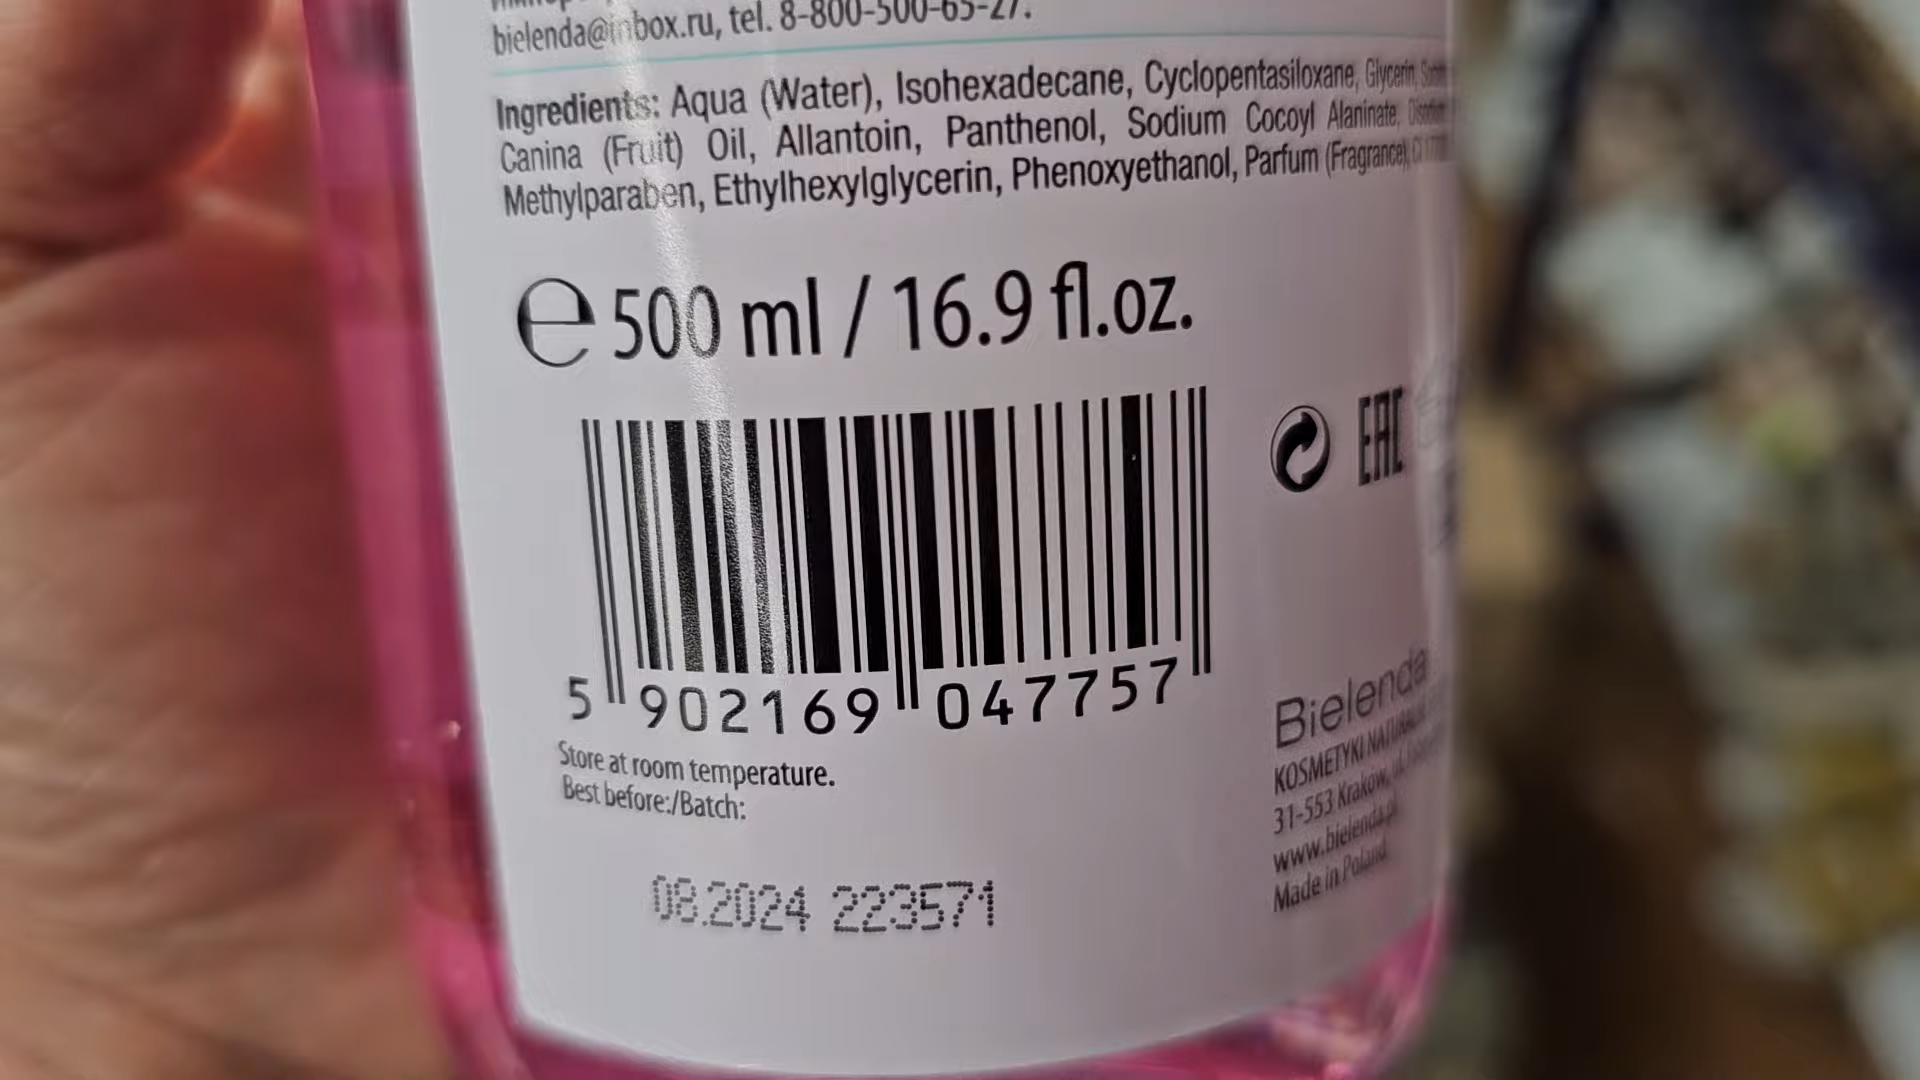 bielenda@inbox.ru, tel. 8-800-500-65-27.
Ingredients: Aqua (Water), Isohexadecane, Cyclopentasiloxane, Glycerin,
Canina (Fruit) Oil, Allantoin, Panthenol, Sodium Cocoyl Alaninate, Disodium
Methylparaben, Ethylhexylglycerin, Phenoxyethanol, Parfum (Fragrance), CI
℮ 500 ml / 16.9 fl.oz.
EAC
5 902169 047757
Store at room temperature.
Best before:/Batch:
08.2024 223571
Bielenda
KOSMETYKI
31-553 Krakow, ul.
www.bielenda.pl
Made in Poland